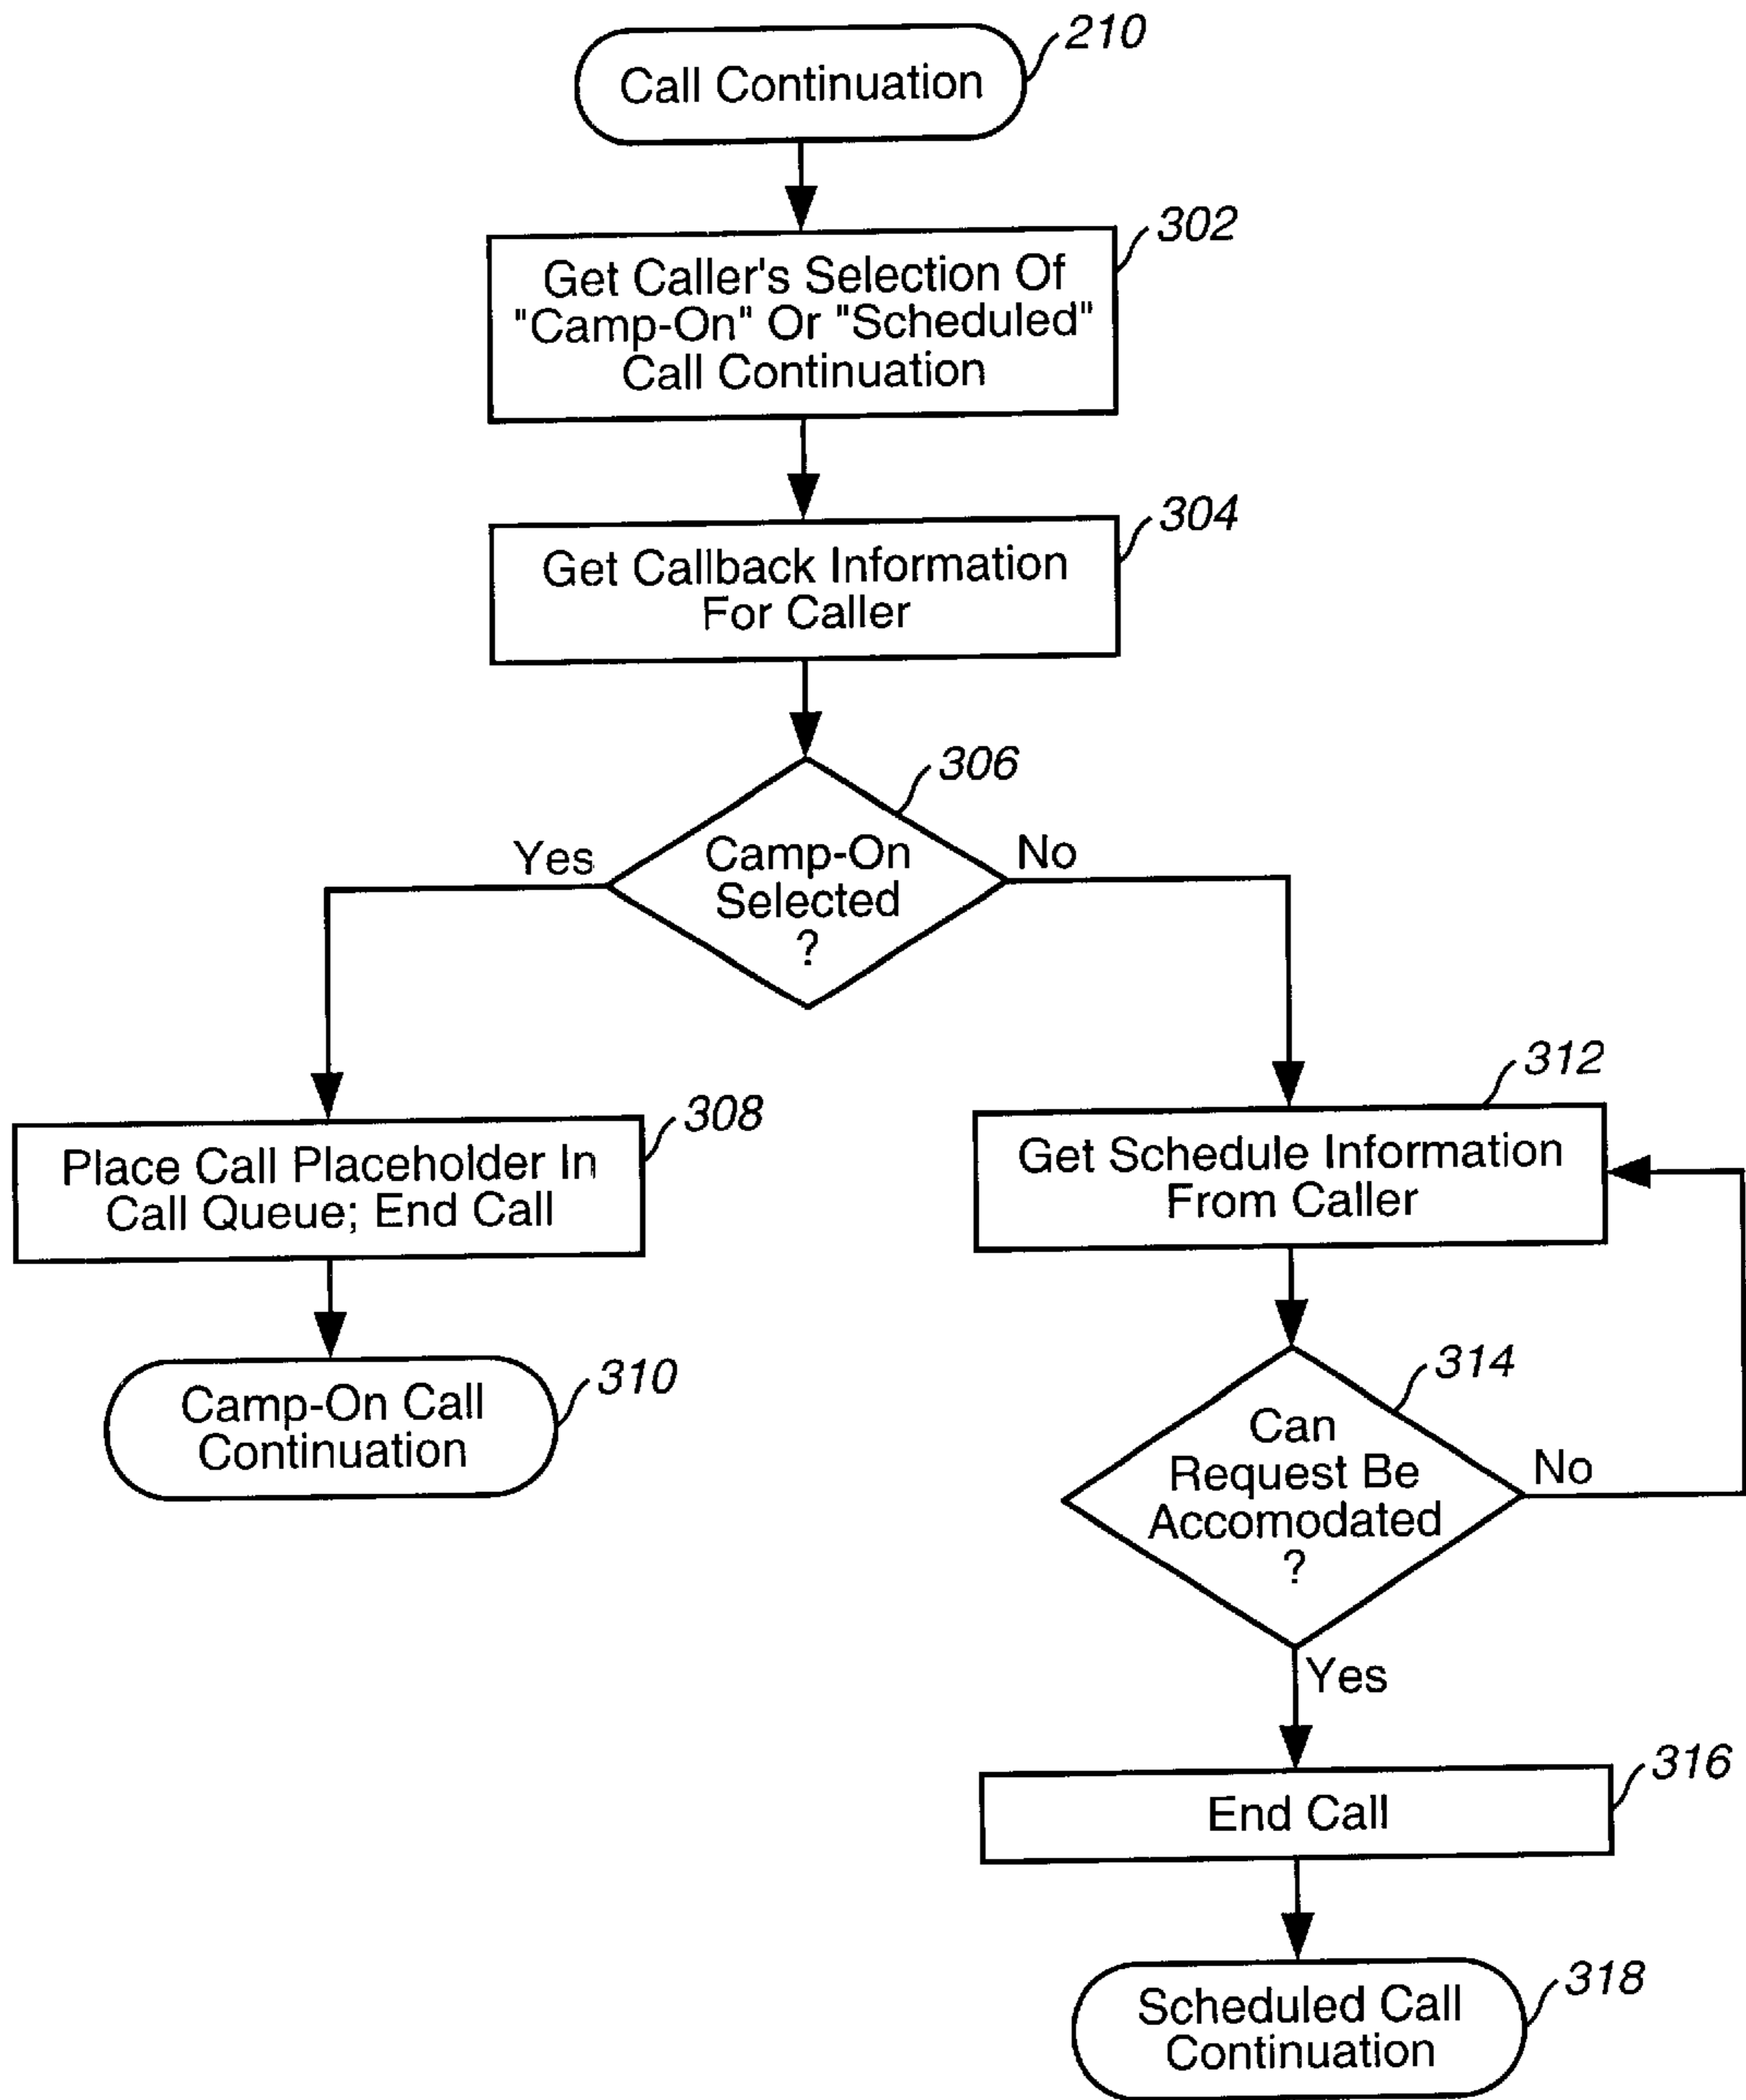 210
Call Continuation
302
Get Caller's Selection Of
"Camp-On" Or "Scheduled"
Call Continuation
304
Get Callback Information
For Caller
306
Camp-On
Selected
?
Yes
No
308
Place Call Placeholder In
Call Queue; End Call
310
Camp-On Call
Continuation
312
Get Schedule Information
From Caller
314
Can
Request Be
Accomodated
?
No
Yes
316
End Call
318
Scheduled Call
Continuation